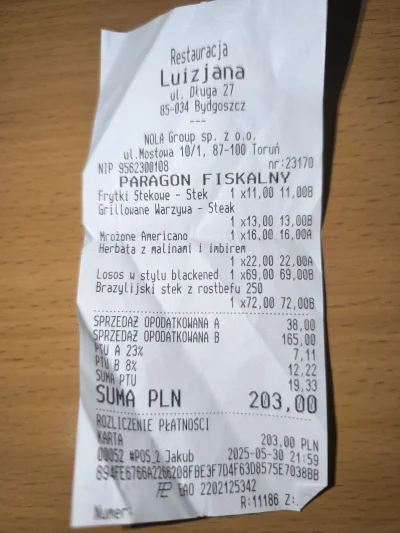 Restauracja
Luizjana
ul. Długa 27
85-034 Bydgoszcz
---
NOLA Group sp. z o.o.
ul.Mostowa 10/1, 87-100 Toruń
NIP 9562300108 nr:23170
PARAGON FISKALNY
Frytki Stekowe - Stek 1 x11,00 11,00B
Grillowane Warzywa - Steak
1 x13,00 13,00B
Mrożone Americano 1 x16,00 16,00A
Herbata z malinami i imbirem
1 x22,00 22,00A
Losos w stylu blackened 1 x69,00 69,00B
Brazylijski stek z rostbefu 250
1 x72,00 72,00B
SPRZEDAŻ OPODATKOWANA A 38,00
SPRZEDAŻ OPODATKOWANA B 165,00
PTU A 23% 7,11
PTU B 8% 12,22
SUMA PTU 19,33
SUMA PLN 203,00
ROZLICZENIE PŁATNOŚCI
KARTA 203,00 PLN
00052 #POS_2 Jakub 2025-05-30 21:59
894FE6766A2266208FBE3F7D4F63D8575E7038BB
EAO 2202125342
R:11186
Numer: